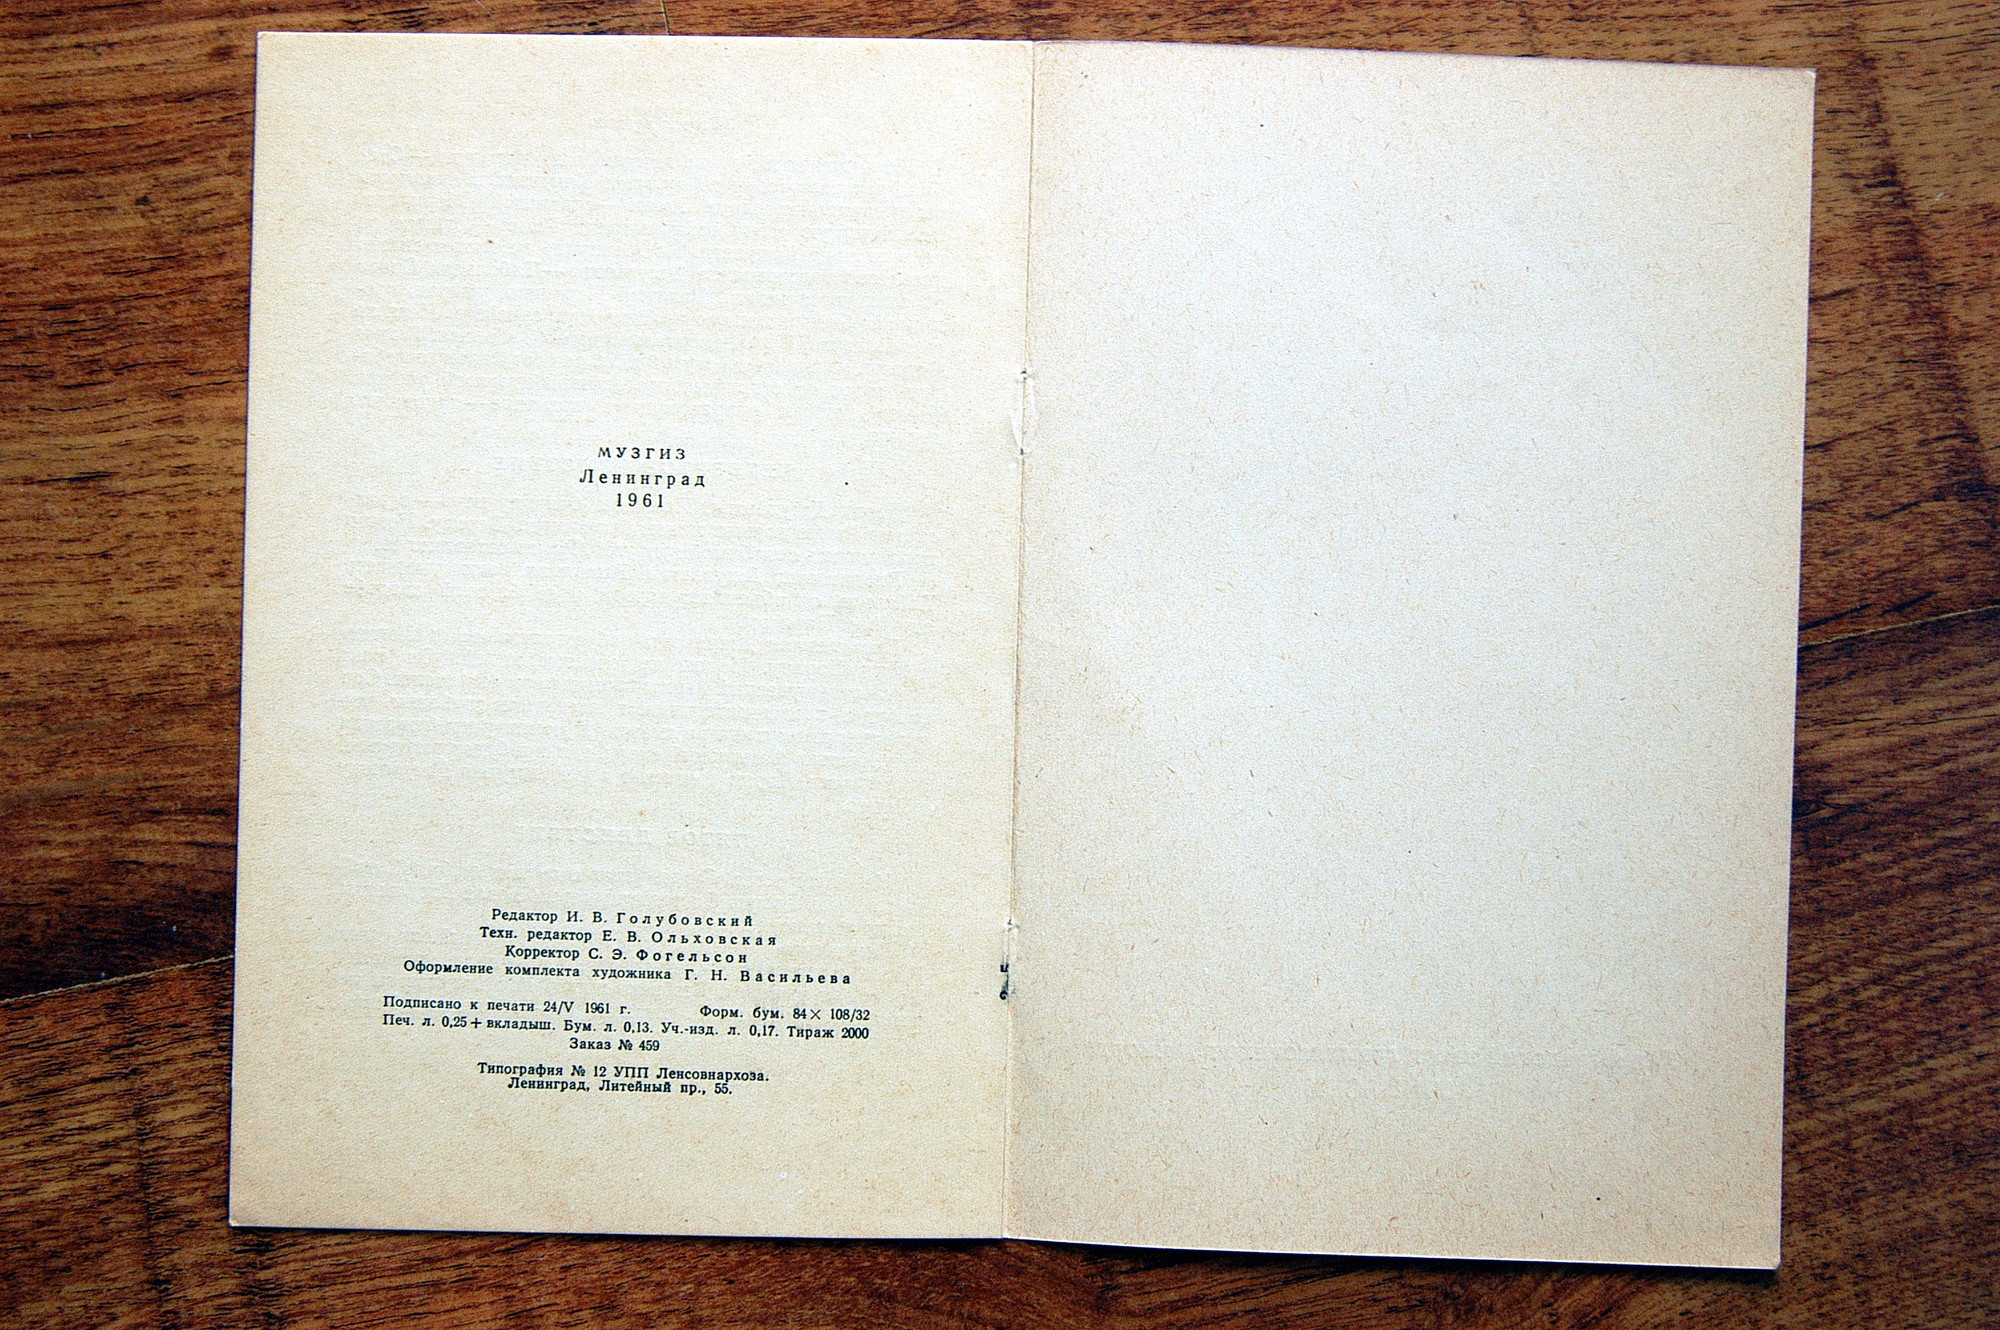 МУЗГИЗ
Ленинград
1961
Редактор И. В. Голубовский
Техн. редактор Е. В. Ольховская
Корректор С. Э. Фогельсон
Оформление комплекта художника Г. Н. Васильева
Подписано к печати 24/V 1961 г. Форм. бум. 84× 108/32
Печ. л. 0,25+вкладыш. Бум. л. 0,13. Уч.-изд. л. 0,17. Тираж 2000
Заказ № 459
Типография № 12 УПП Ленсовнархоза.
Ленинград, Литейный пр., 55.